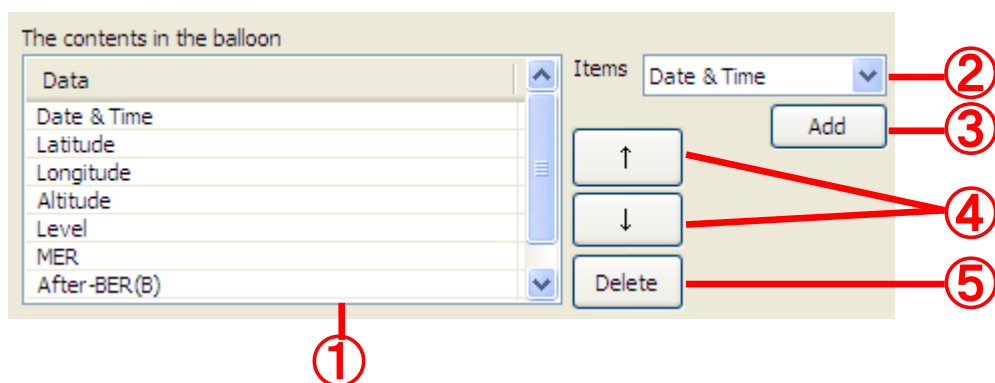 The contents in the balloon
Data
Date & Time
Latitude
Longitude
Altitude
Level
MER
After-BER(B)
Items Date & Time
Add
↑
↓
Delete
①
②
③
④
⑤